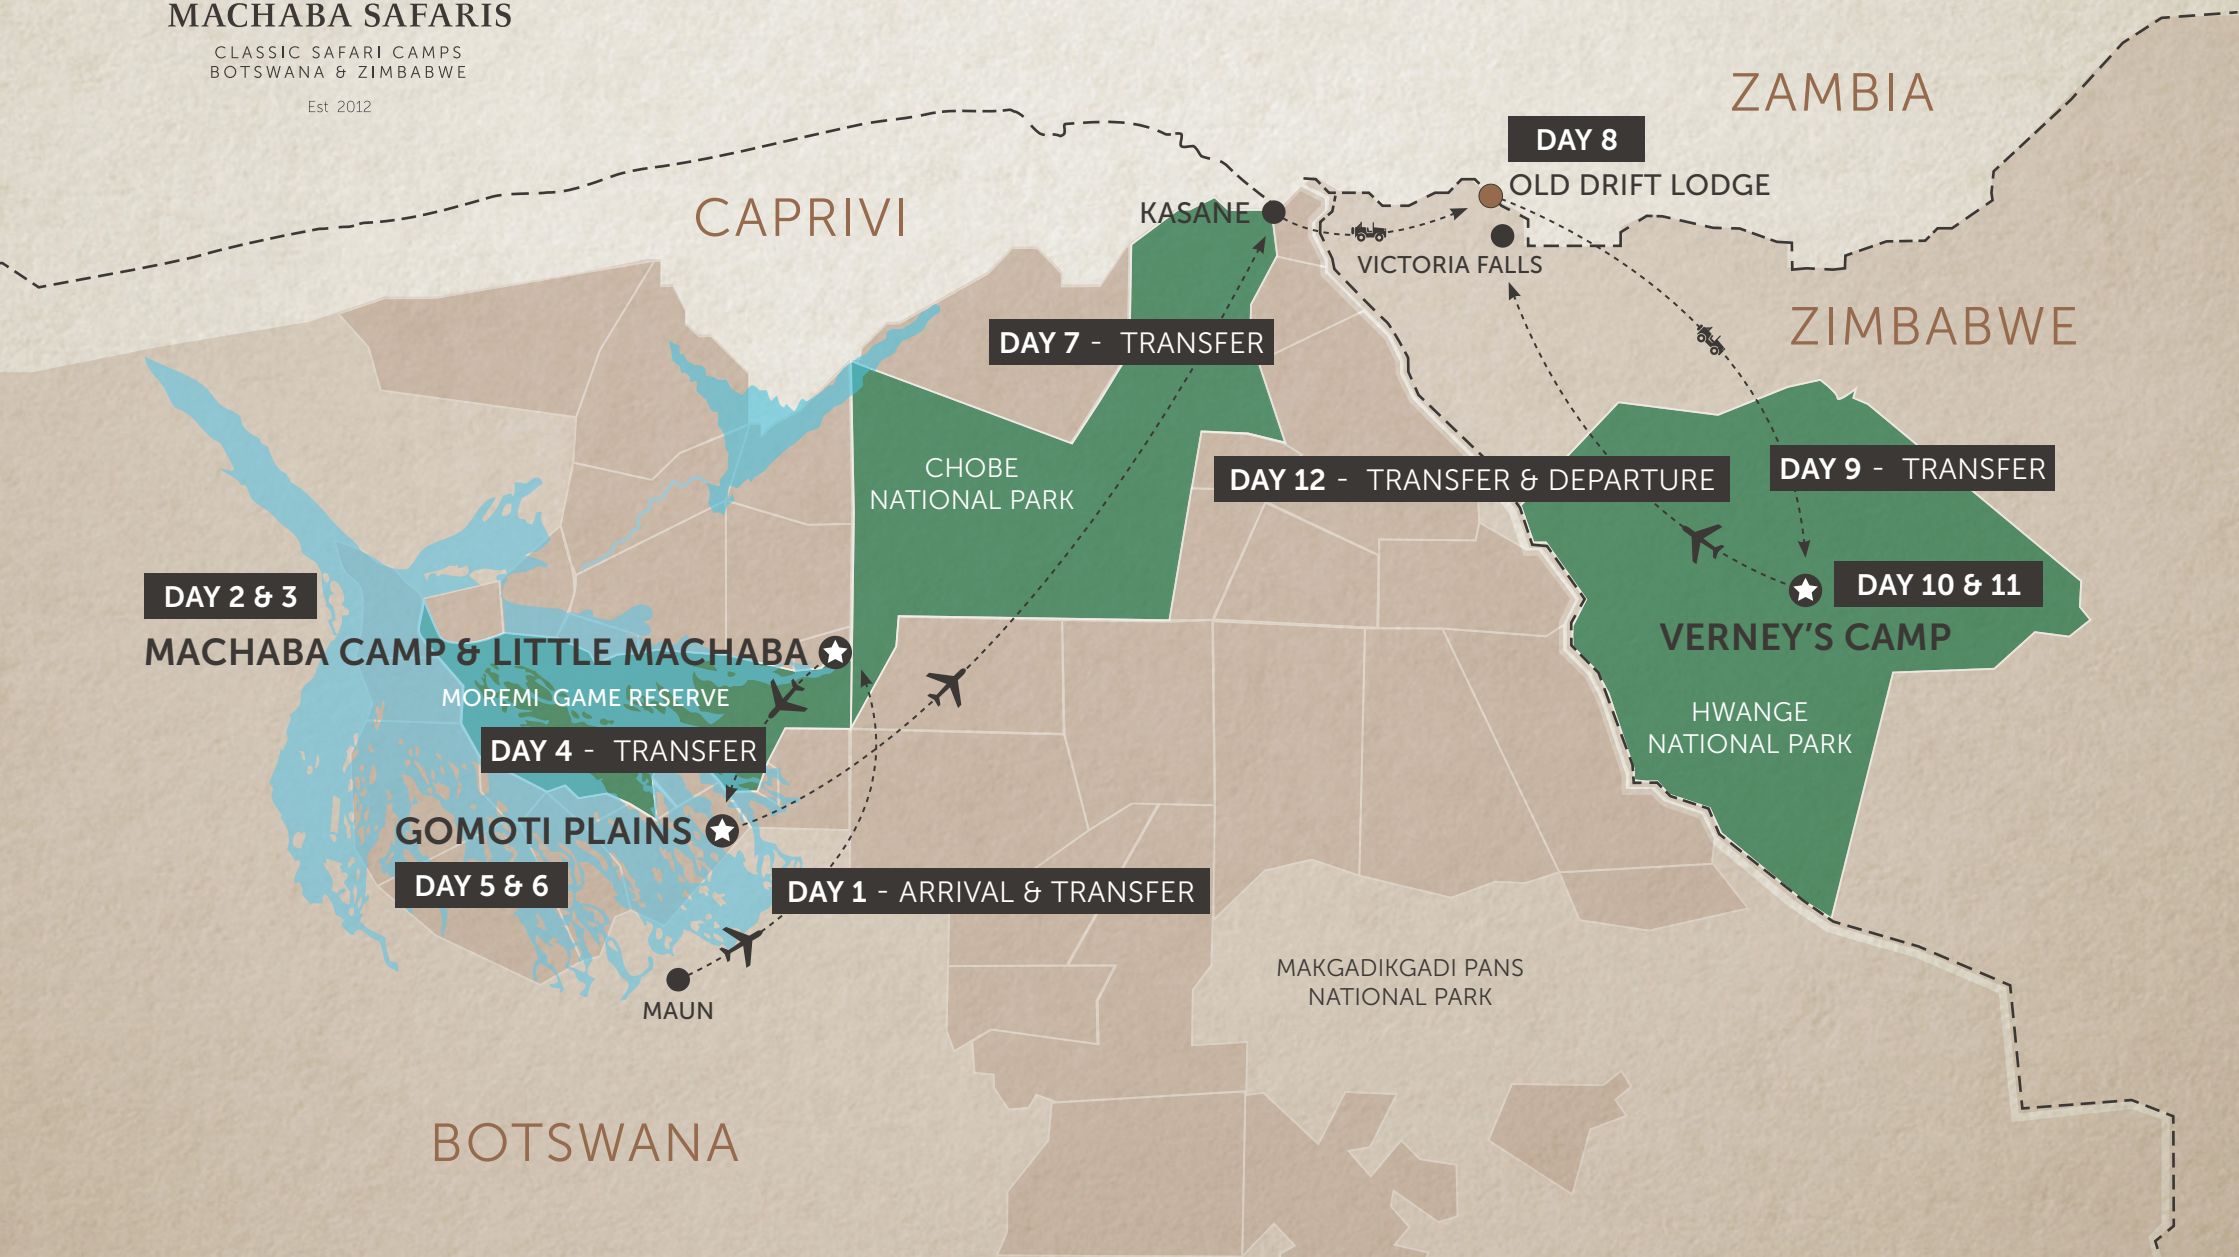 MACHABA SAFARIS
CLASSIC SAFARI CAMPS
BOTSWANA & ZIMBABWE
Est 2012
ZAMBIA
DAY 8
OLD DRIFT LODGE
CAPRIVI
KASANE
VICTORIA FALLS
ZIMBABWE
DAY 7 - TRANSFER
CHOBE
NATIONAL PARK
DAY 12 - TRANSFER & DEPARTURE
DAY 9 - TRANSFER
DAY 2 & 3
MACHABA CAMP & LITTLE MACHABA
DAY 10 & 11
VERNEY'S CAMP
MOREMI GAME RESERVE
HWANGE
NATIONAL PARK
DAY 4 - TRANSFER
GOMOTI PLAINS
DAY 5 & 6
DAY 1 - ARRIVAL & TRANSFER
MAUN
MAKGADIKGADI PANS
NATIONAL PARK
BOTSWANA